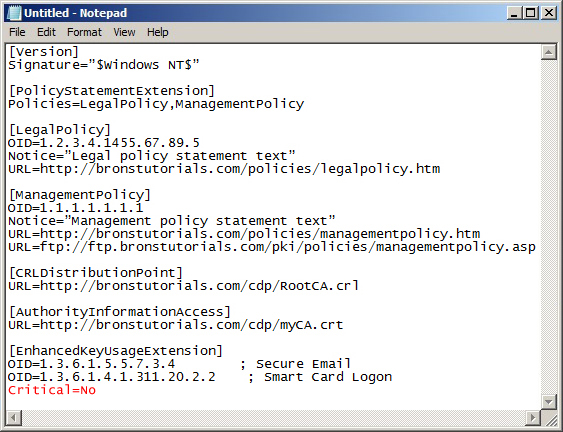 Untitled - Notepad
File Edit Format View Help
[Version]
Signature=”$Windows NT$”
[PolicyStatementExtension]
Policies=LegalPolicy,ManagementPolicy
[LegalPolicy]
OID=1.2.3.4.1455.67.89.5
Notice=”Legal policy statement text”
URL=http://bronstutorials.com/policies/legalpolicy.htm
[ManagementPolicy]
OID=1.1.1.1.1.1.1
Notice=”Management policy statement text”
URL=http://bronstutorials.com/policies/managementpolicy.htm
URL=ftp://ftp.bronstutorials.com/pki/policies/managementpolicy.asp
[CRLDistributionPoint]
URL=http://bronstutorials.com/cdp/RootCA.crl
[AuthorityInformationAccess]
URL=http://bronstutorials.com/cdp/myCA.crt
[EnhancedKeyUsageExtension]
OID=1.3.6.1.5.5.7.3.4 ; Secure Email
OID=1.3.6.1.4.1.311.20.2.2 ; Smart Card Logon
Critical=No